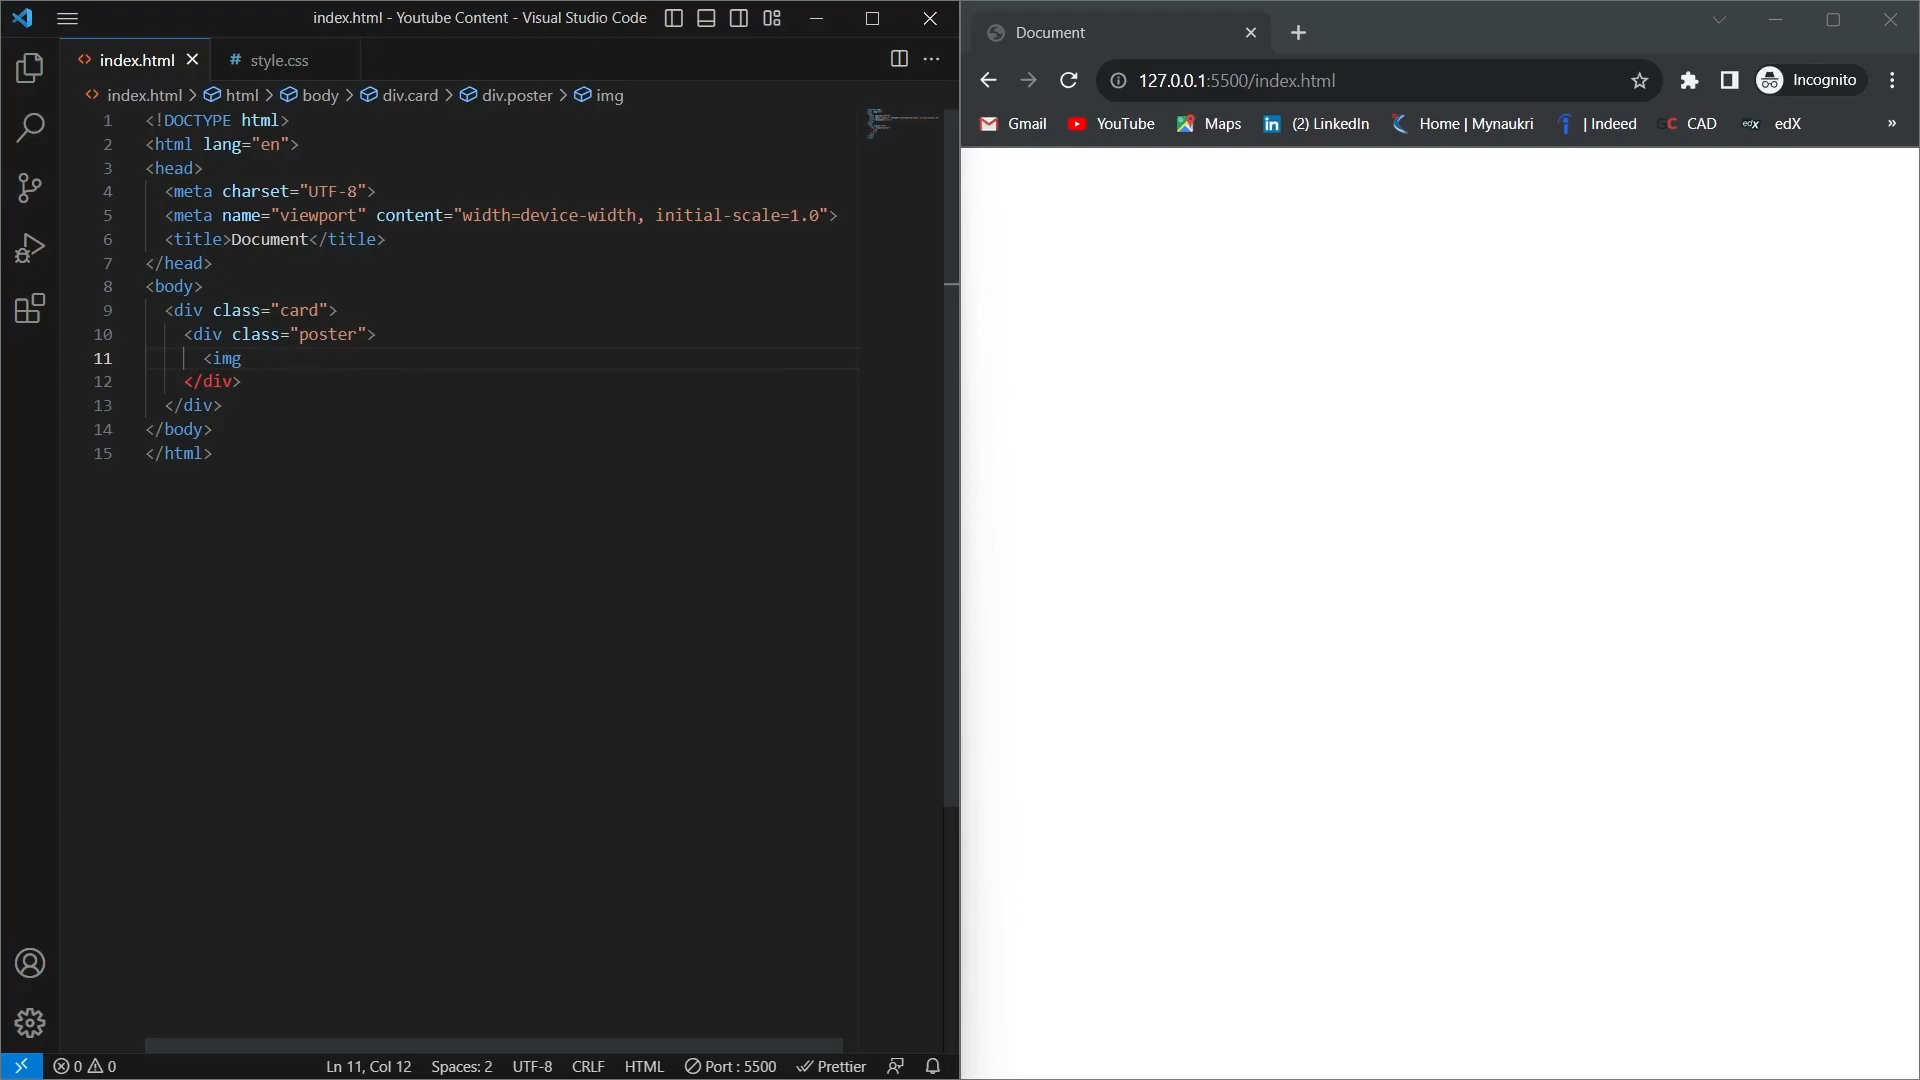 index.html - Youtube Content - Visual Studio Code
index.html
# style.css
index.html > html > body > div.card > div.poster > img
1 <!DOCTYPE html>
2 <html lang="en">
3 <head>
4 <meta charset="UTF-8">
5 <meta name="viewport" content="width=device-width, initial-scale=1.0">
6 <title>Document</title>
7 </head>
8 <body>
9 <div class="card">
10 <div class="poster">
11 <img
12 </div>
13 </div>
14 </body>
15 </html>
0 0 Ln 11, Col 12 Spaces: 2 UTF-8 CRLF HTML Port : 5500 Prettier
Document
127.0.0.1:5500/index.html
Incognito
Gmail YouTube Maps in (2) LinkedIn Home | Mynaukri | Indeed GC CAD edX edX »